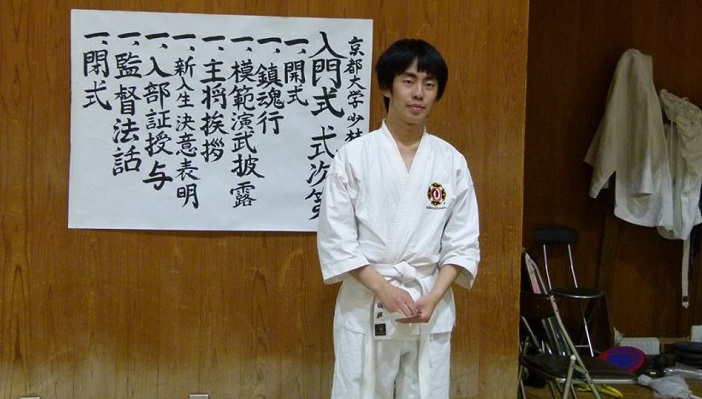 京都大学 少林
入門式 式次第
一、開式
一、鎮魂行
一、模範演武披露
一、主将挨拶
一、新入生決意表明
一、入部証授与
一、監督法話
一、閉式